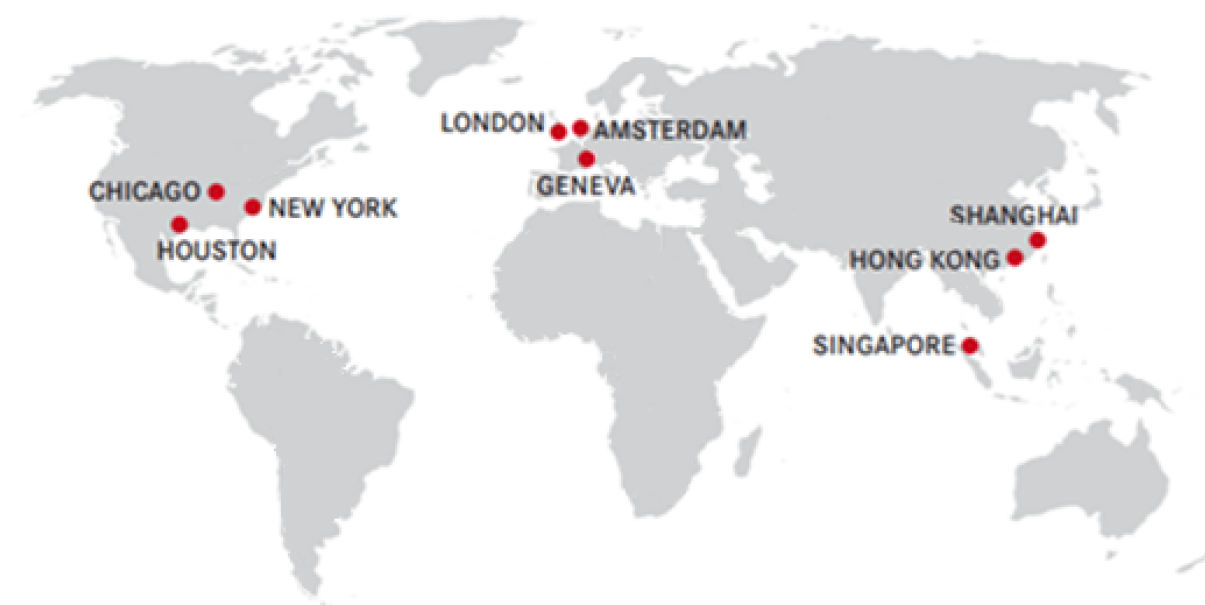 LONDON
AMSTERDAM
GENEVA
CHICAGO
NEW YORK
HOUSTON
SHANGHAI
HONG KONG
SINGAPORE